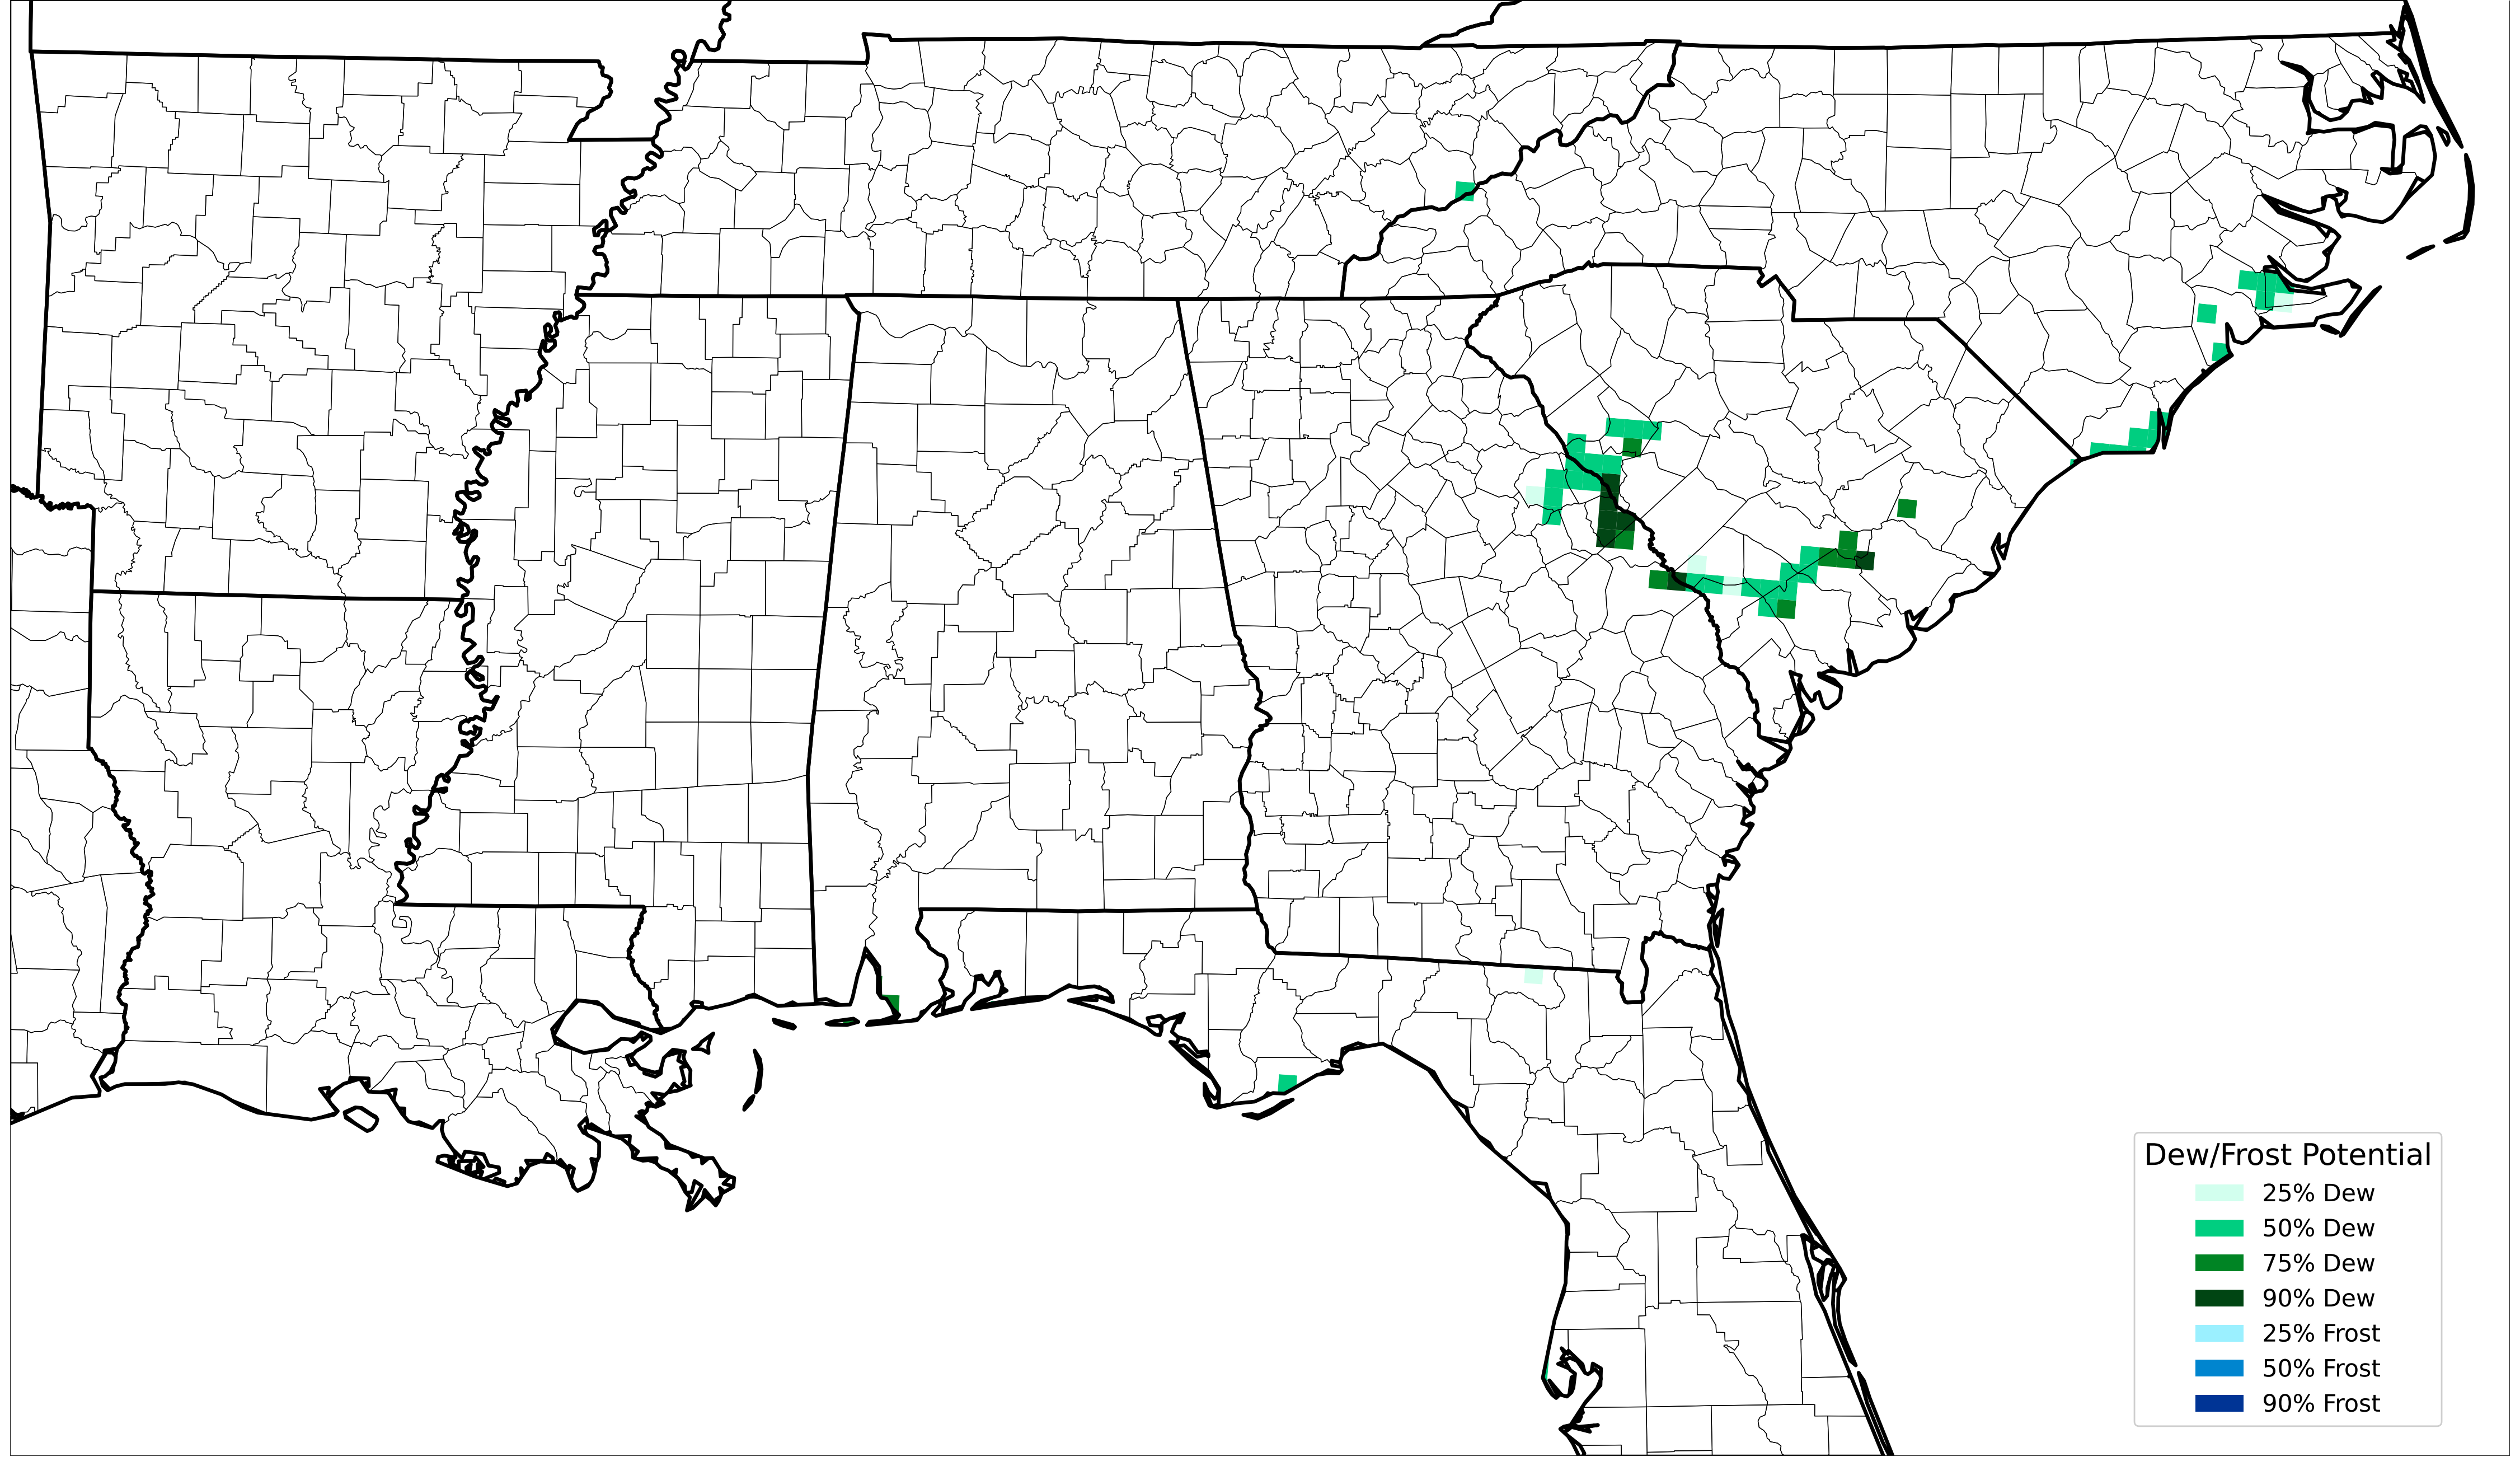 Dew/Frost Potential
25% Dew
50% Dew
75% Dew
90% Dew
25% Frost
50% Frost
90% Frost